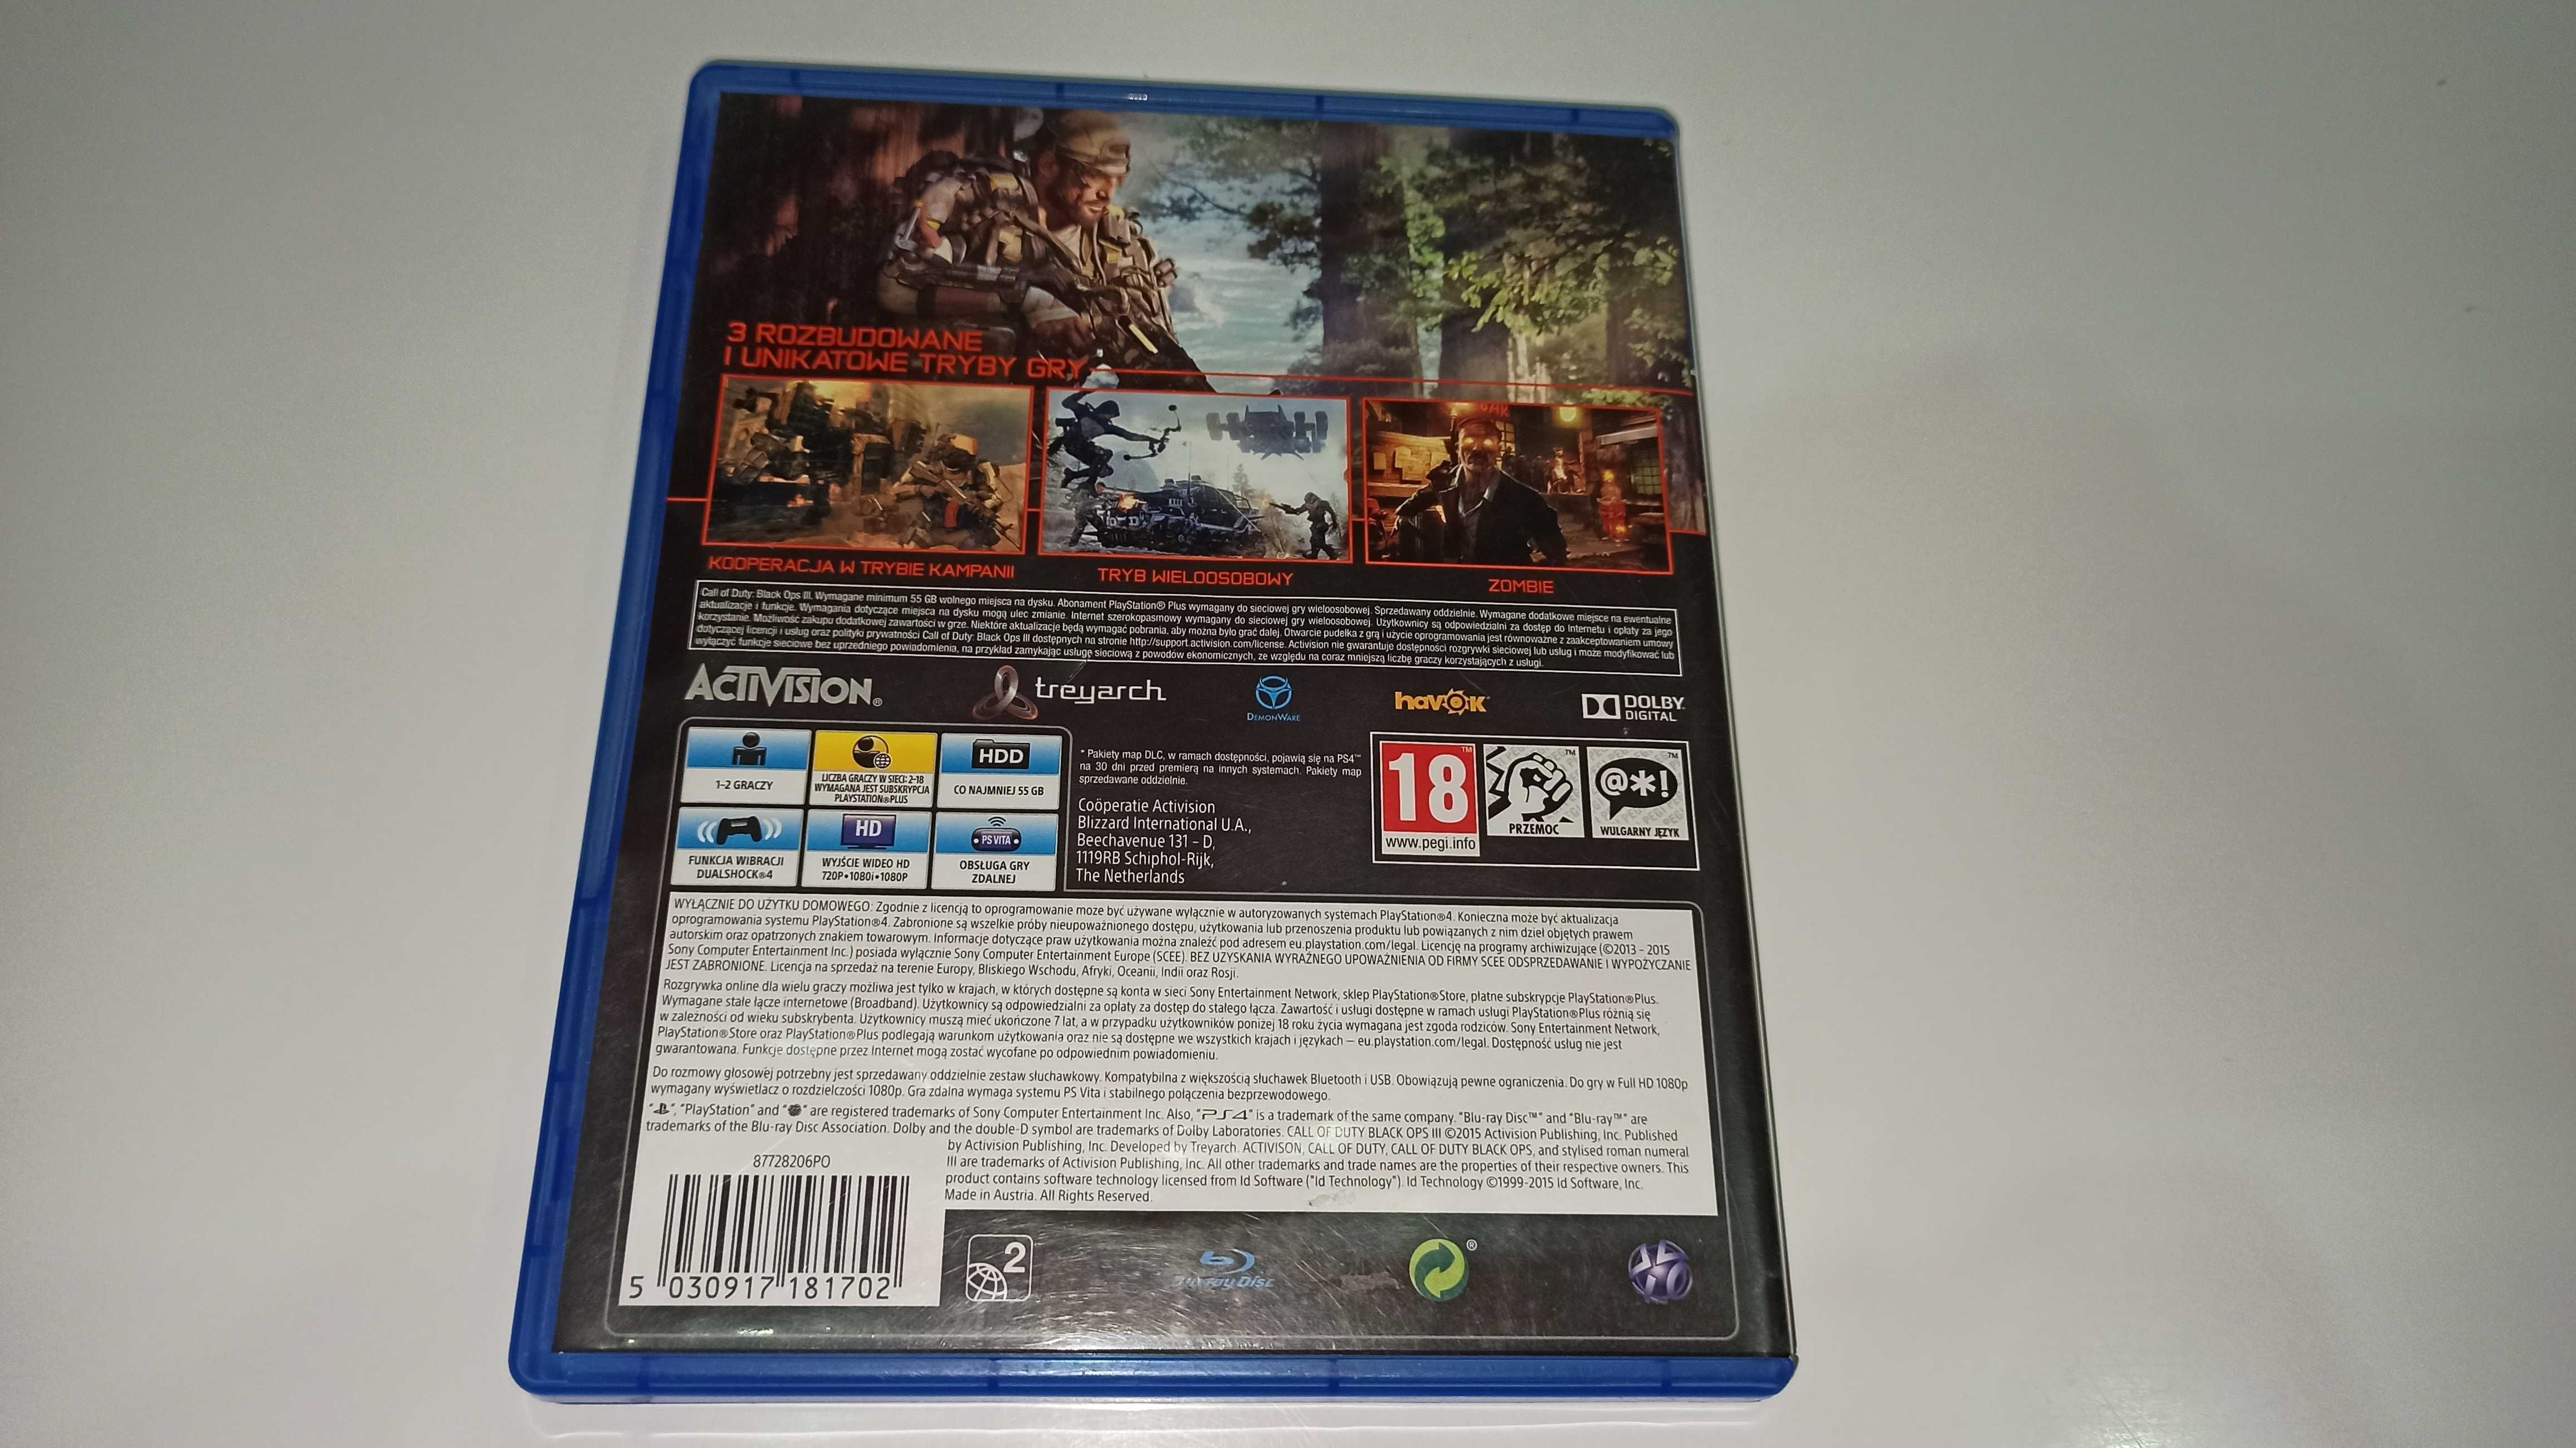 3 ROZBUDOWANE
I UNIKATOWE TRYBY GRY
BAR
KOOPERACJA W TRYBIE KAMPANII
TRYB WIELOOSOBOWY
ZOMBIE
Call of Duty: Black Ops III. Wymagane minimum 55 GB wolnego miejsca na dysku. Abonament PlayStation® Plus wymagany do sieciowej gry wieloosobowej. Sprzedawany oddzielnie. Wymagane dodatkowe miejsce na ewentualne
aktualizacje i funkcje. Wymagania dotyczące miejsca na dysku mogą ulec zmianie. Internet szerokopasmowy wymagany do sieciowej gry wieloosobowej. Użytkownicy są odpowiedzialni za dostęp do Internetu i opłaty za jego
korzystanie. Możliwość zakupu dodatkowej zawartości w grze. Niektóre aktualizacje będą wymagać pobrania, aby można było grać dalej. Otwarcie pudełka z grą i użycie oprogramowania jest równoważne z zaakceptowaniem umowy
dotyczącej licencji i usług oraz polityki prywatności Call of Duty: Black Ops III dostępnych na stronie http://support.activision.com/license. Activision nie gwarantuje dostępności rozgrywki sieciowej lub usług i może modyfikować lub
wyłączyć funkcje sieciowe bez uprzedniego powiadomienia, na przykład zamykając usługę sieciową z powodów ekonomicznych, ze względu na coraz mniejszą liczbę graczy korzystających z usługi.
ACTIVISION®
treyarch
DEMONWARE
havok
DOLBY
DIGITAL
1-2 GRACZY
LICZBA GRACZY W SIECI: 2-18
WYMAGANA JEST SUBSKRYPCJA
PLAYSTATION®PLUS
HDD
CO NAJMNIEJ 55 GB
FUNKCJA WIBRACJI
DUALSHOCK®4
HD
WYJŚCIE WIDEO HD
720P•1080i•1080P
PS VITA
OBSŁUGA GRY
ZDALNEJ
* Pakiety map DLC, w ramach dostępności, pojawią się na PS4™
na 30 dni przed premierą na innych systemach. Pakiety map
sprzedawane oddzielnie.
Coöperatie Activision
Blizzard International U.A.,
Beechavenue 131 - D,
1119RB Schiphol-Rijk,
The Netherlands
18
www.pegi.info
PRZEMOC
@*!
WULGARNY JĘZYK
WYŁĄCZNIE DO UŻYTKU DOMOWEGO: Zgodnie z licencją to oprogramowanie może być używane wyłącznie w autoryzowanych systemach PlayStation®4. Konieczna może być aktualizacja
oprogramowania systemu PlayStation®4. Zabronione są wszelkie próby nieupoważnionego dostępu, użytkowania lub przenoszenia produktu lub powiązanych z nim dzieł objętych prawem
autorskim oraz opatrzonych znakiem towarowym. Informacje dotyczące praw użytkowania można znaleźć pod adresem eu.playstation.com/legal. Licencję na programy archiwizujące (©2013 - 2015
Sony Computer Entertainment Inc.) posiada wyłącznie Sony Computer Entertainment Europe (SCEE). BEZ UZYSKANIA WYRAŹNEGO UPOWAŻNIENIA OD FIRMY SCEE ODSPRZEDAWANIE I WYPOŻYCZANIE
JEST ZABRONIONE. Licencja na sprzedaż na terenie Europy, Bliskiego Wschodu, Afryki, Oceanii, Indii oraz Rosji.
Rozgrywka online dla wielu graczy możliwa jest tylko w krajach, w których dostępne są konta w sieci Sony Entertainment Network, sklep PlayStation®Store, płatne subskrypcje PlayStation®Plus.
Wymagane stałe łącze internetowe (Broadband). Użytkownicy są odpowiedzialni za opłaty za dostęp do stałego łącza. Zawartość i usługi dostępne w ramach usługi PlayStation®Plus różnią się
w zależności od wieku subskrybenta. Użytkownicy muszą mieć ukończone 7 lat, a w przypadku użytkowników poniżej 18 roku życia wymagana jest zgoda rodziców. Sony Entertainment Network,
PlayStation®Store oraz PlayStation®Plus podlegają warunkom użytkowania oraz nie są dostępne we wszystkich krajach i językach – eu.playstation.com/legal. Dostępność usług nie jest
gwarantowana. Funkcje dostępne przez Internet mogą zostać wycofane po odpowiednim powiadomieniu.
Do rozmowy głosowej potrzebny jest sprzedawany oddzielnie zestaw słuchawkowy. Kompatybilna z większością słuchawek Bluetooth i USB. Obowiązują pewne ograniczenia. Do gry w Full HD 1080p
wymagany wyświetlacz o rozdzielczości 1080p. Gra zdalna wymaga systemu PS Vita i stabilnego połączenia bezprzewodowego.
"PlayStation" and " " are registered trademarks of Sony Computer Entertainment Inc. Also, "PS4" is a trademark of the same company. "Blu-ray Disc™" and "Blu-ray™" are
trademarks of the Blu-ray Disc Association. Dolby and the double-D symbol are trademarks of Dolby Laboratories. CALL OF DUTY BLACK OPS III ©2015 Activision Publishing, Inc. Published
by Activision Publishing, Inc. Developed by Treyarch. ACTIVISON, CALL OF DUTY, CALL OF DUTY BLACK OPS, and stylised roman numeral
III are trademarks of Activision Publishing, Inc. All other trademarks and trade names are the properties of their respective owners. This
product contains software technology licensed from Id Software ("Id Technology"). Id Technology ©1999-2015 Id Software, Inc.
Made in Austria. All Rights Reserved.
87728206PO
5 030917 181702
2
Blu-ray Disc
®